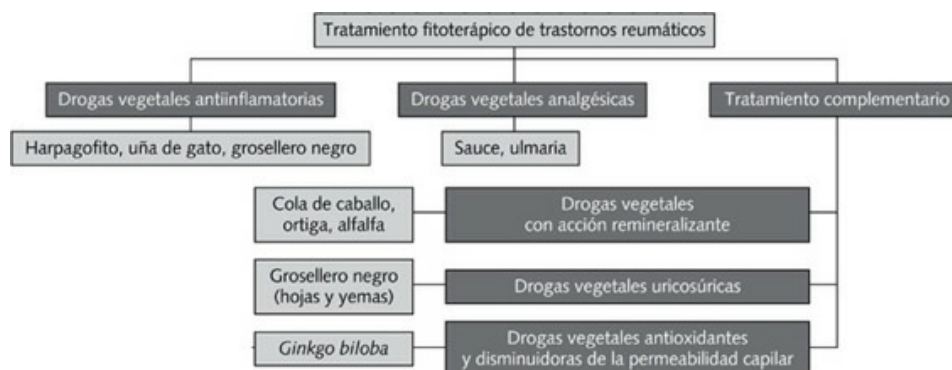 Tratamiento fitoterápico de trastornos reumáticos
Drogas vegetales antiinflamatorias
Drogas vegetales analgésicas
Tratamiento complementario
Harpagofito, uña de gato, grosellero negro
Sauce, ulmaria
Cola de caballo,
ortiga, alfalfa
Drogas vegetales
con acción remineralizante
Grosellero negro
(hojas y yemas)
Drogas vegetales uricosúricas
Ginkgo biloba
Drogas vegetales antioxidantes
y disminuidoras de la permeabilidad capilar